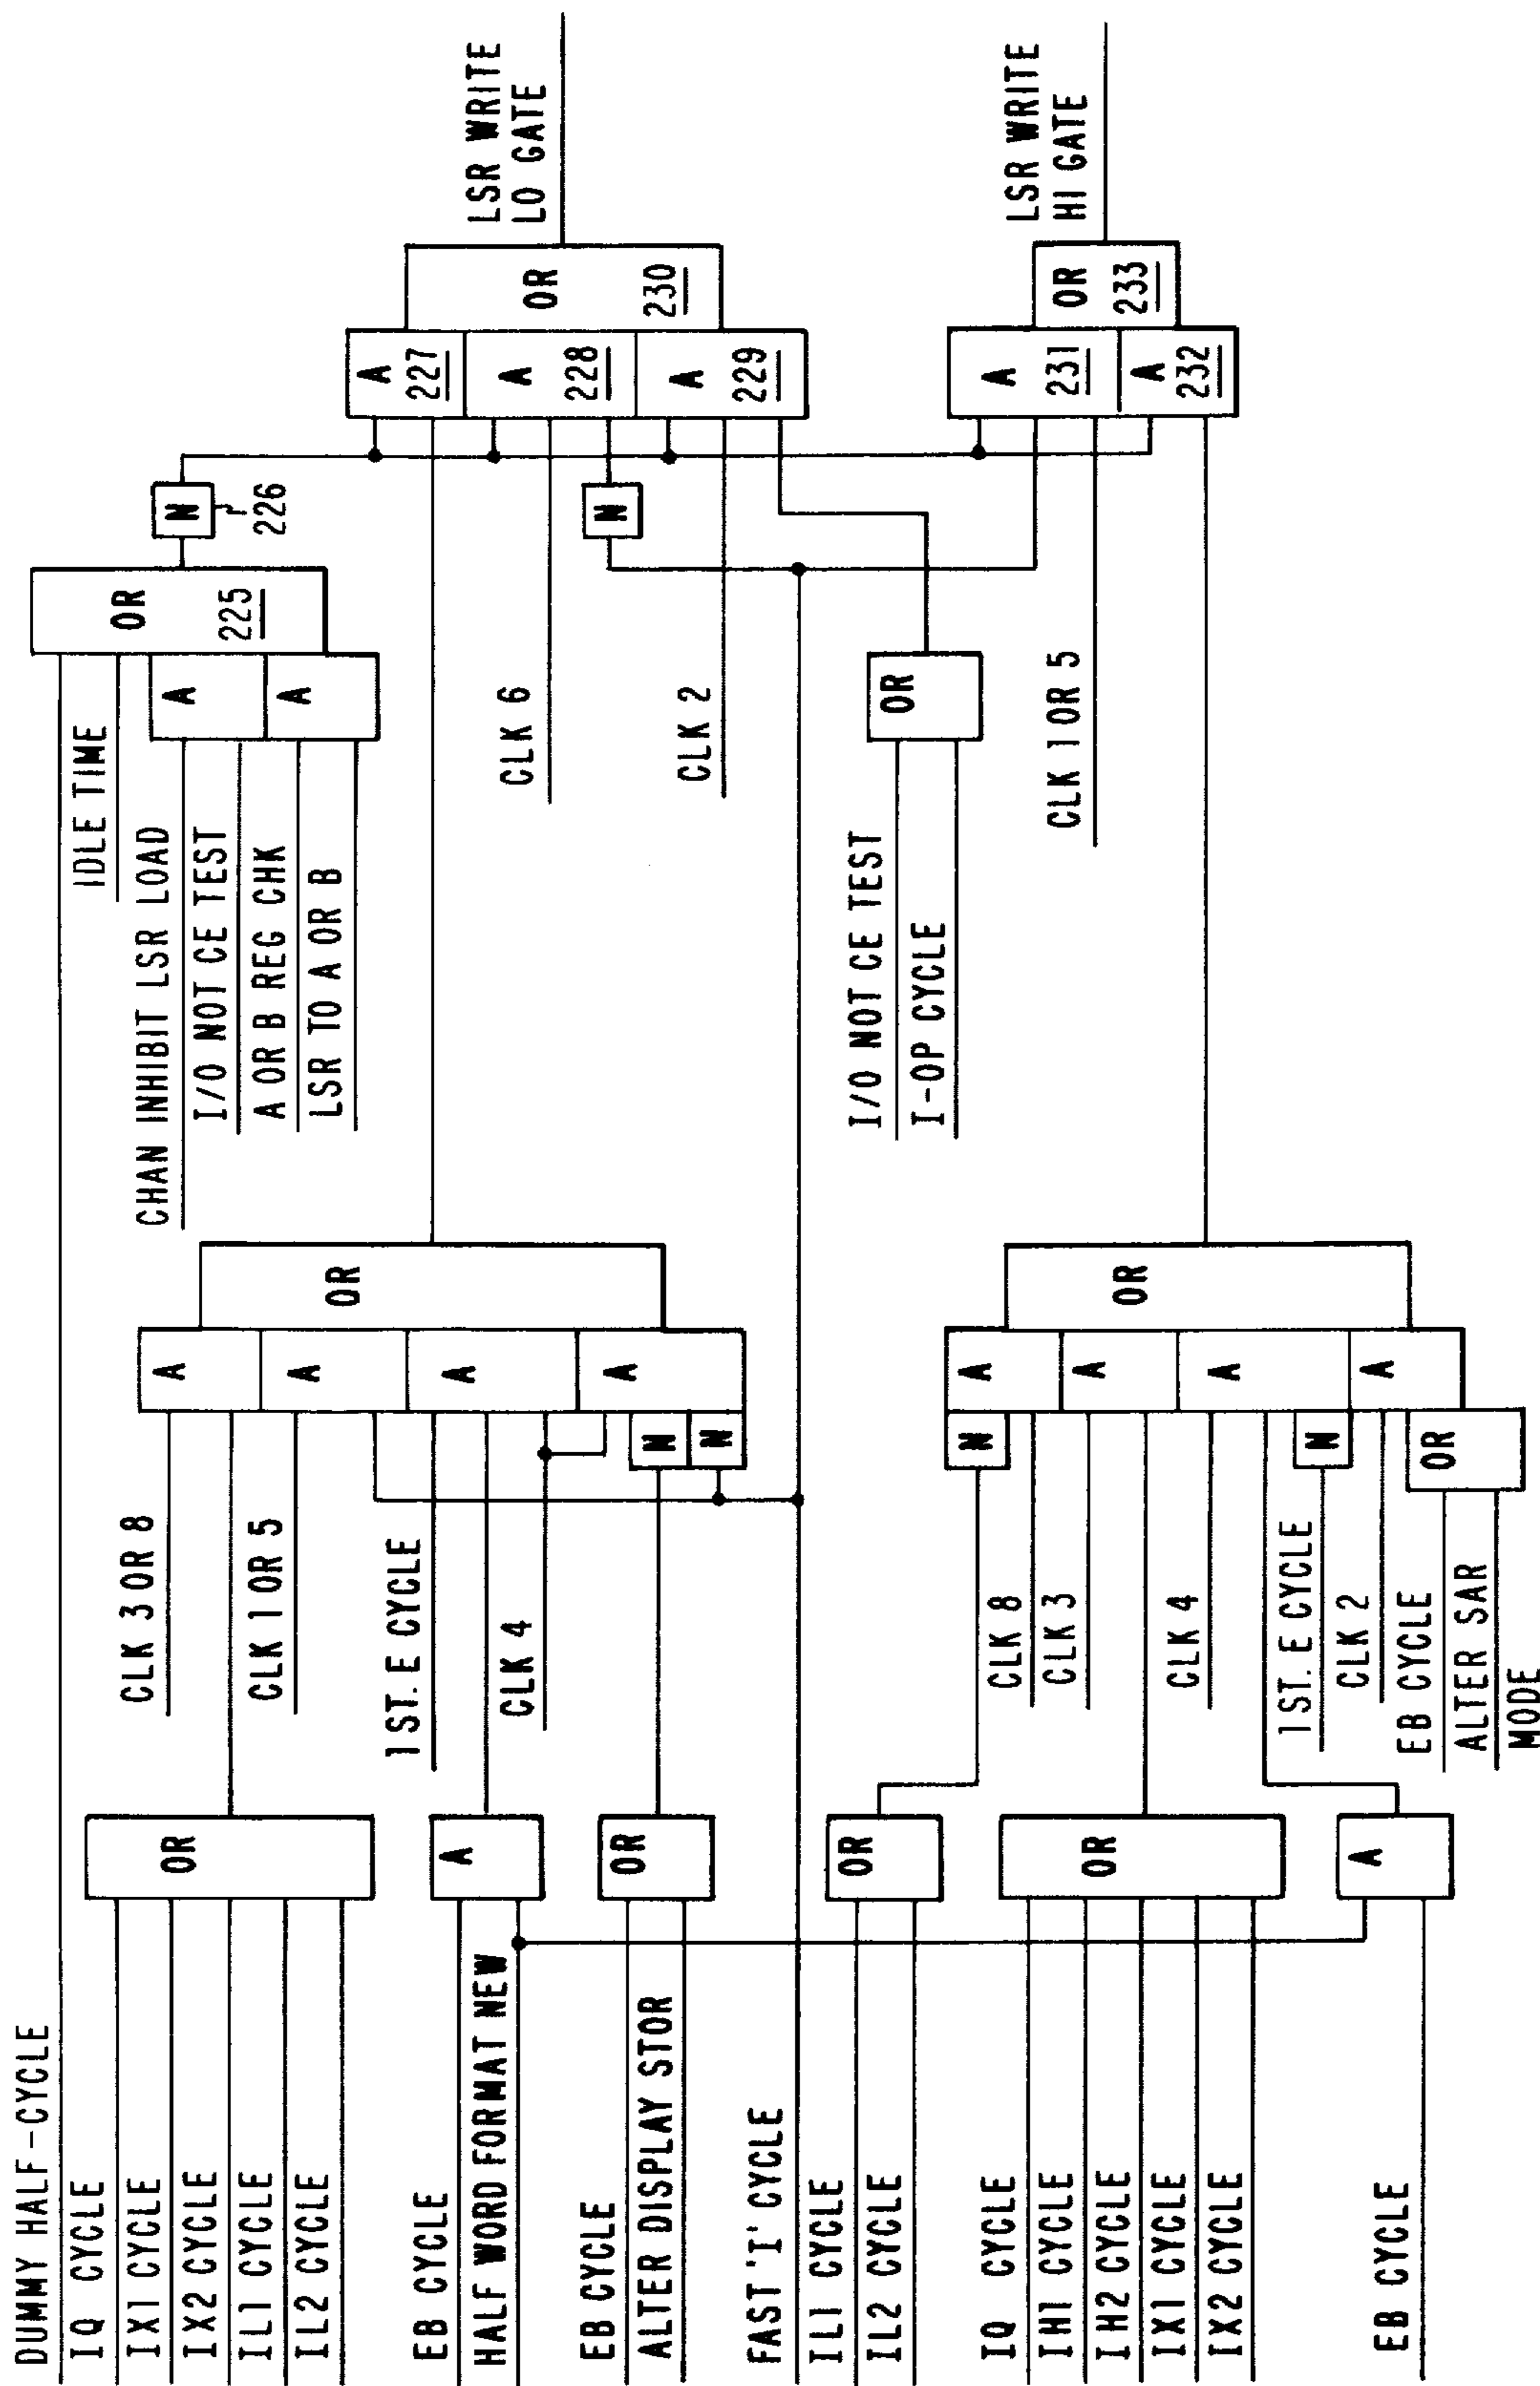 DUMMY HALF-CYCLE
IQ CYCLE
IX1 CYCLE
IX2 CYCLE
IL1 CYCLE
IL2 CYCLE
OR
EB CYCLE
HALF WORD FORMAT NEW
A
EB CYCLE
ALTER DISPLAY STOR
OR
FAST 'I' CYCLE
IL1 CYCLE
IL2 CYCLE
OR
IQ CYCLE
IH1 CYCLE
IH2 CYCLE
IX1 CYCLE
IX2 CYCLE
OR
EB CYCLE
A
CLK 3 OR 8
CLK 1 OR 5
1ST. E CYCLE
CLK 4
A
A
A
A
N
N
OR
CLK 8
CLK 3
CLK 4
1ST. E CYCLE
CLK 2
EB CYCLE
ALTER SAR
MODE
N
A
A
A
N
A
OR
OR
IDLE TIME
CHAN INHIBIT LSR LOAD
I/O NOT CE TEST
A OR B REG CHK
LSR TO A OR B
A
A
OR
225
N
226
CLK 6
CLK 2
N
I/O NOT CE TEST
I-OP CYCLE
OR
CLK 1 OR 5
A
227
A
228
A
229
OR
230
LSR WRITE
LO GATE
A
231
A
232
OR
233
LSR WRITE
HI GATE